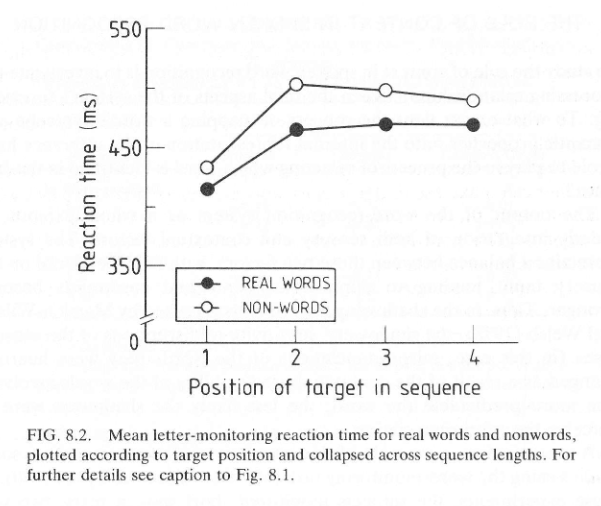 550
450
350
0
Reaction time (ms)
REAL WORDS
NON-WORDS
1 2 3 4
Position of target in sequence
FIG. 8.2. Mean letter-monitoring reaction time for real words and nonwords,
plotted according to target position and collapsed across sequence lengths. For
further details see caption to Fig. 8.1.